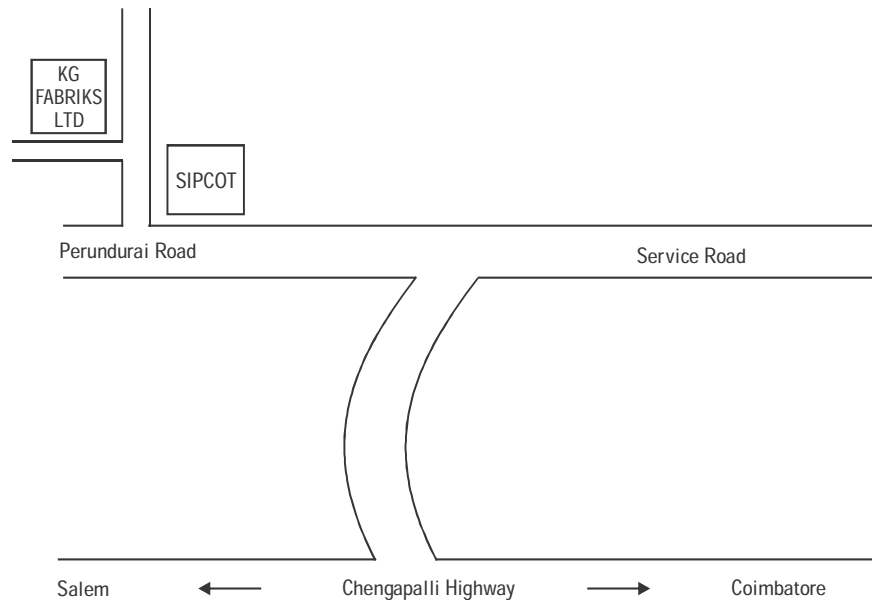 KG
FABRIKS
LTD
SIPCOT
Perundurai Road
Service Road
Salem
Chengapalli Highway
Coimbatore